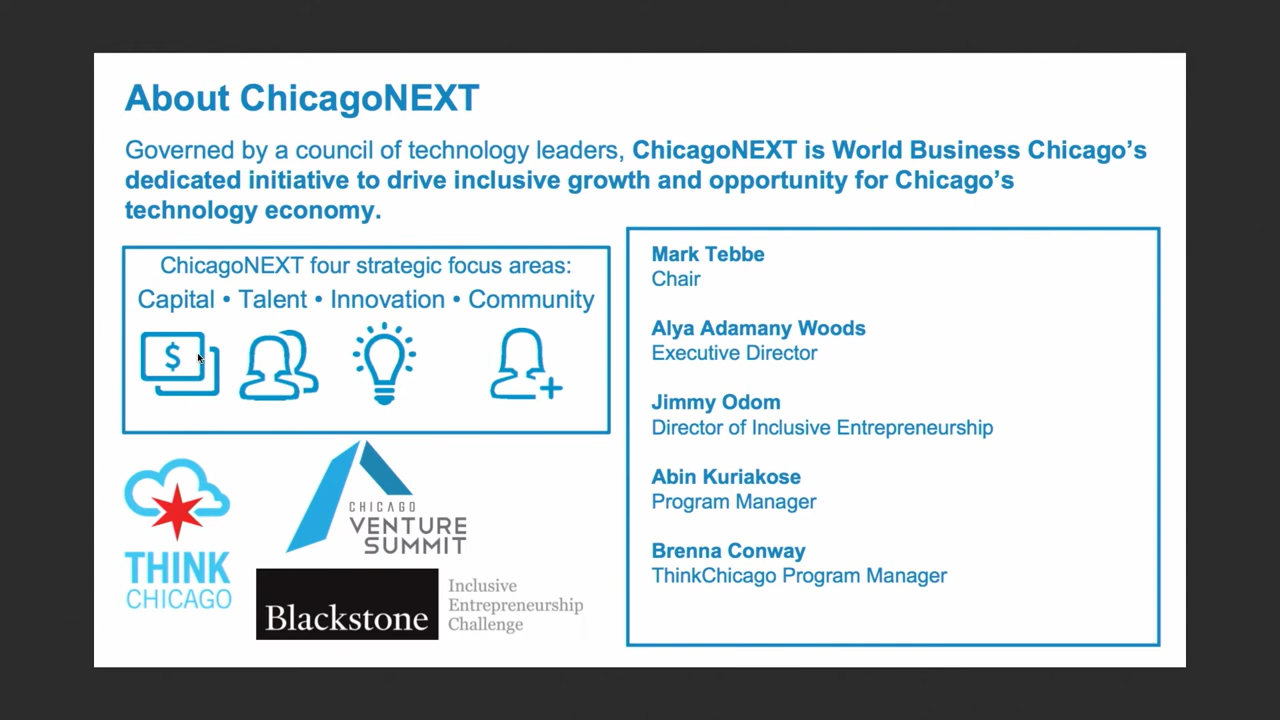 About ChicagoNEXT
Governed by a council of technology leaders, ChicagoNEXT is World Business Chicago’s
dedicated initiative to drive inclusive growth and opportunity for Chicago’s
technology economy.
ChicagoNEXT four strategic focus areas:
Capital • Talent • Innovation • Community
$
THINK
CHICAGO
CHICAGO
VENTURE
SUMMIT
Blackstone
Inclusive
Entrepreneurship
Challenge
Mark Tebbe
Chair
Alya Adamany Woods
Executive Director
Jimmy Odom
Director of Inclusive Entrepreneurship
Abin Kuriakose
Program Manager
Brenna Conway
ThinkChicago Program Manager